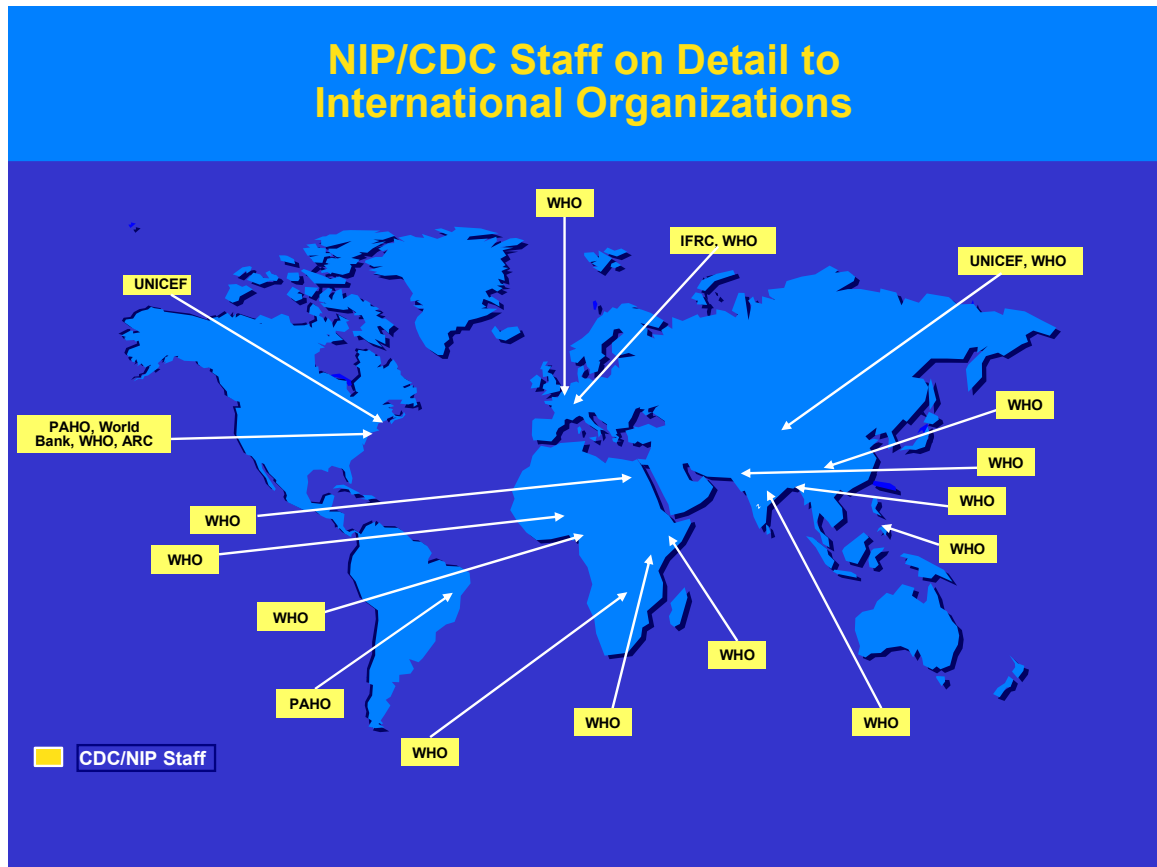 NIP/CDC Staff on Detail to
International Organizations
WHO
IFRC, WHO
UNICEF, WHO
UNICEF
WHO
PAHO, World
Bank, WHO, ARC
WHO
WHO
WHO
WHO
WHO
WHO
WHO
PAHO
WHO
WHO
WHO
WHO
CDC/NIP Staff